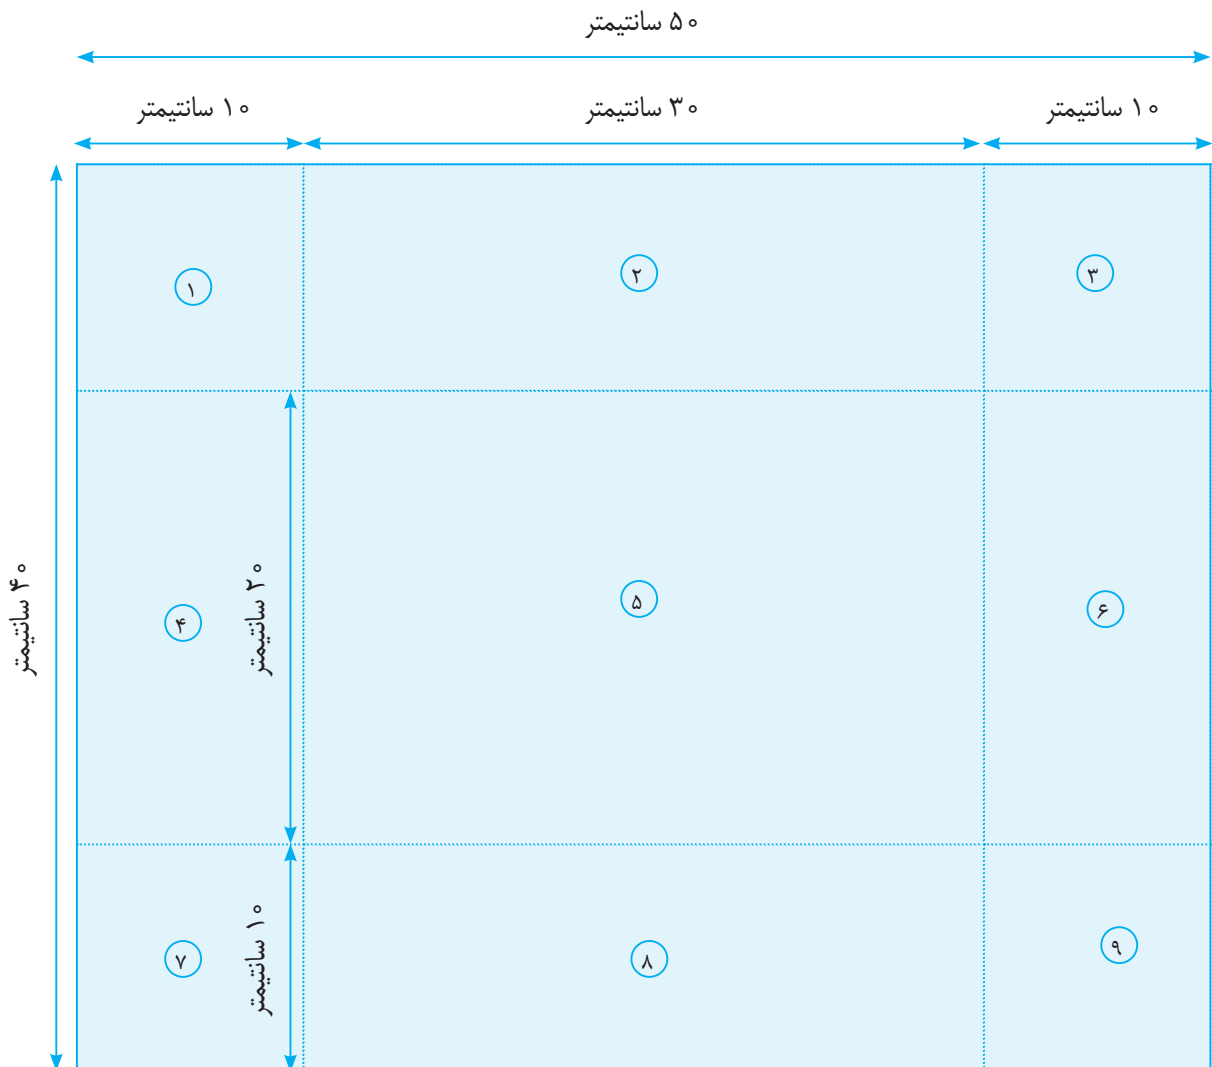 ۵۰ سانتیمتر
۱۰ سانتیمتر
۳۰ سانتیمتر
۱۰ سانتیمتر
۱
۲
۳
۴۰ سانتیمتر
۴
۲۰ سانتیمتر
۵
۶
۷
۱۰ سانتیمتر
۸
۹